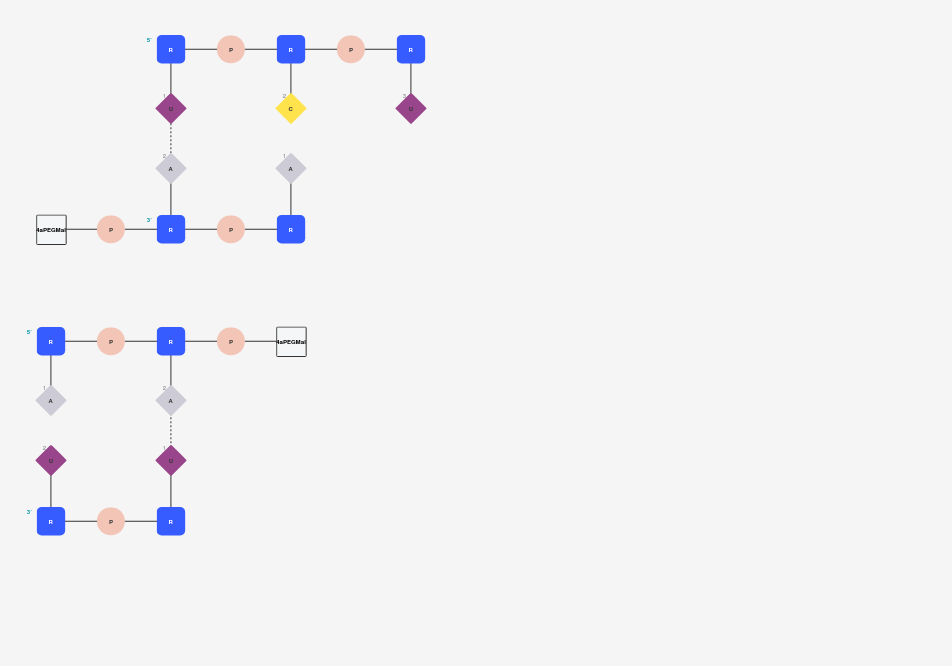 5'
R P R P R
1 2 3
U C U
2 1
A A
3'
4aPEGMal P R P R
5'
R P R P 4aPEGMal
1 2
A A
2 1
U U
3'
R P R